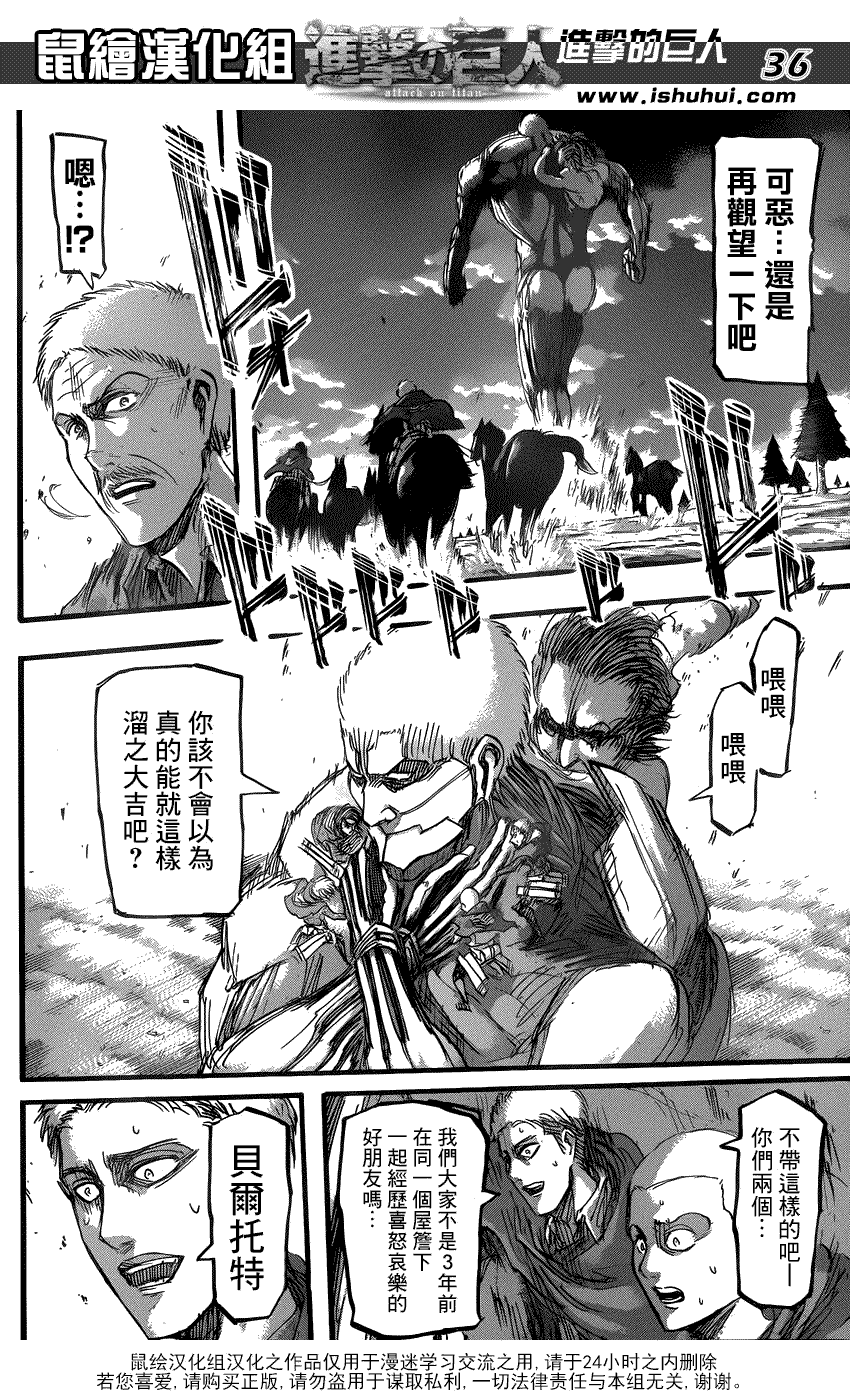 鼠繪漢化組
進撃の巨人
attack on titan
進擊的巨人
36
www.ishuhui.com
可惡…還是
再觀望一下吧
嗯…!?
ドドドドドド
喂喂
喂喂
你該不會以為
真的能就這樣
溜之大吉吧？
不帶這樣的吧—
你們兩個…
我們大家不是3年前
在同一個屋簷下
一起經歷喜怒哀樂的
好朋友嗎…
貝爾托特
鼠绘汉化组汉化之作品仅用于漫迷学习交流之用,请于24小时之内删除
若您喜爱,请购买正版,请勿盗用于谋取私利,一切法律责任与本组无关,谢谢。